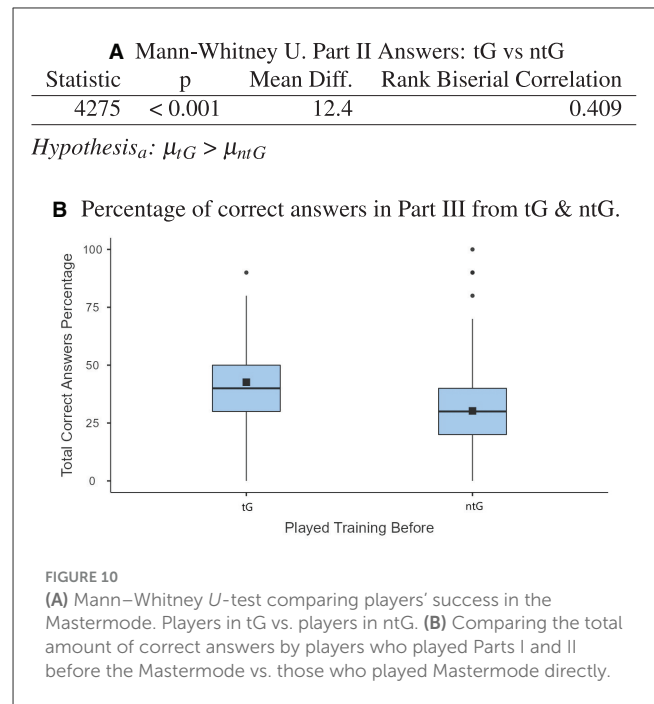 A Mann-Whitney U. Part II Answers: tG vs ntG
Statistic p Mean Diff. Rank Biserial Correlation
4275 < 0.001 12.4 0.409
Hypothesisₐ: μtG > μntG
B Percentage of correct answers in Part III from tG & ntG.
Total Correct Answers Percentage
100
75
50
25
0
tG ntG
Played Training Before
FIGURE 10
(A) Mann–Whitney U-test comparing players’ success in the
Mastermode. Players in tG vs. players in ntG. (B) Comparing the total
amount of correct answers by players who played Parts I and II
before the Mastermode vs. those who played Mastermode directly.